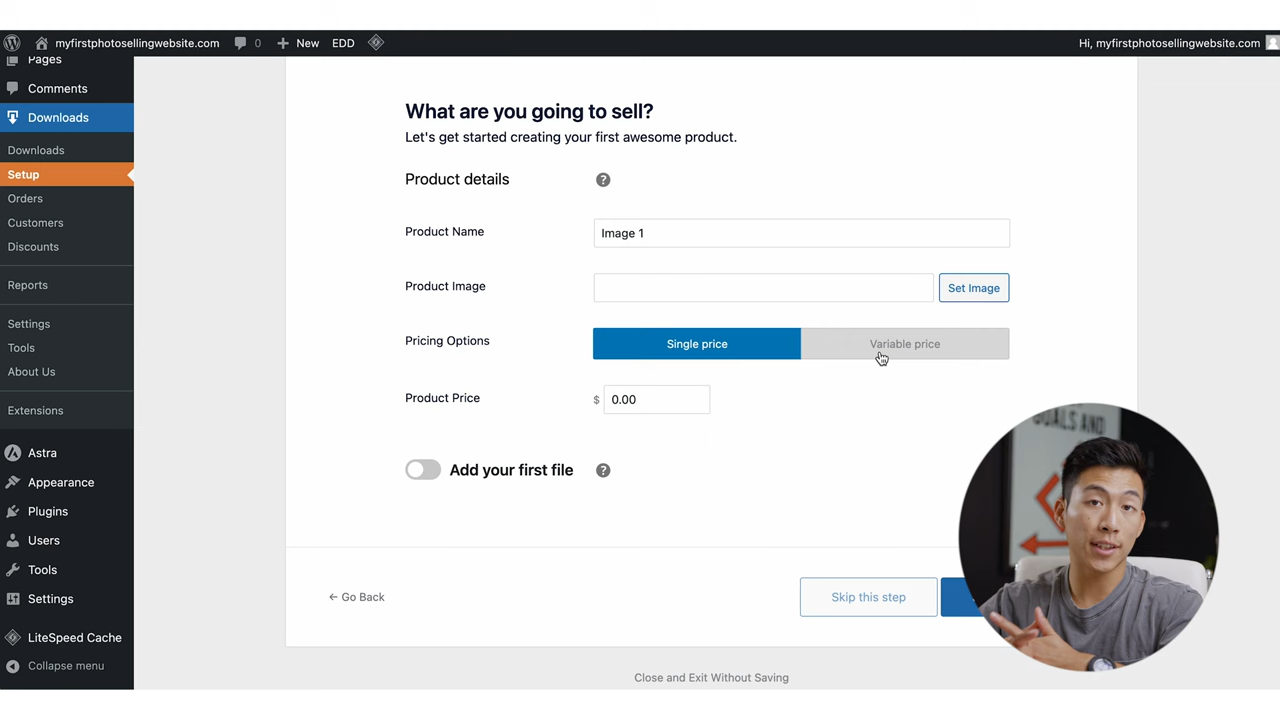 myfirstphotosellingwebsite.com 0 New EDD Hi, myfirstphotosellingwebsite.com
Pages
Comments
Downloads
Downloads
Setup
Orders
Customers
Discounts
Reports
Settings
Tools
About Us
Extensions
Astra
Appearance
Plugins
Users
Tools
Settings
LiteSpeed Cache
Collapse menu
What are you going to sell?
Let's get started creating your first awesome product.
Product details ?
Product Name Image 1
Product Image Set Image
Pricing Options Single price Variable price
Product Price $ 0.00
Add your first file ?
GOALS AND
← Go Back Skip this step
Close and Exit Without Saving